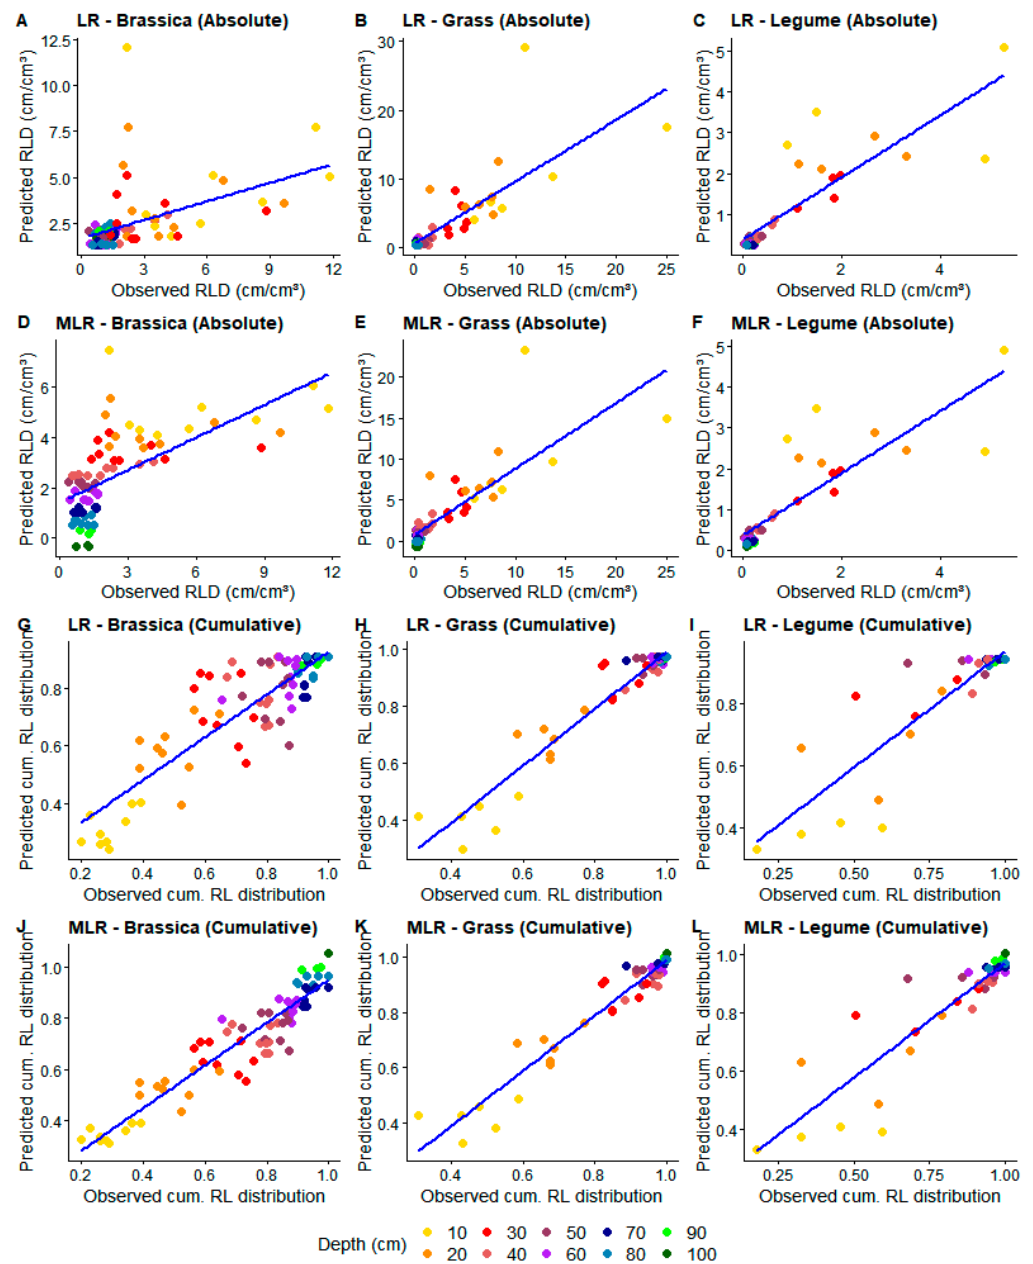 A LR - Brassica (Absolute) B LR - Grass (Absolute) C LR - Legume (Absolute)
Predicted RLD (cm/cm³)
12.5
10.0
7.5
5.0
2.5
0 3 6 9 12
Observed RLD (cm/cm³)
Predicted RLD (cm/cm³)
30
20
10
0
0 5 10 15 20 25
Observed RLD (cm/cm³)
Predicted RLD (cm/cm³)
5
4
3
2
1
0 2 4
Observed RLD (cm/cm³)
D MLR - Brassica (Absolute) E MLR - Grass (Absolute) F MLR - Legume (Absolute)
Predicted RLD (cm/cm³)
6
4
2
0
0 3 6 9 12
Observed RLD (cm/cm³)
Predicted RLD (cm/cm³)
20
15
10
5
0
0 5 10 15 20 25
Observed RLD (cm/cm³)
Predicted RLD (cm/cm³)
5
4
3
2
1
0
0 2 4
Observed RLD (cm/cm³)
G LR - Brassica (Cumulative) H LR - Grass (Cumulative) I LR - Legume (Cumulative)
Predicted cum. RL distribution
0.8
0.6
0.4
0.2 0.4 0.6 0.8 1.0
Observed cum. RL distribution
Predicted cum. RL distribution
1.0
0.8
0.6
0.4
0.4 0.6 0.8 1.0
Observed cum. RL distribution
Predicted cum. RL distribution
0.8
0.6
0.4
0.25 0.50 0.75 1.00
Observed cum. RL distribution
J MLR - Brassica (Cumulative) K MLR - Grass (Cumulative) L MLR - Legume (Cumulative)
Predicted cum. RL distribution
1.0
0.8
0.6
0.4
0.2 0.4 0.6 0.8 1.0
Observed cum. RL distribution
Predicted cum. RL distribution
1.0
0.8
0.6
0.4
0.4 0.6 0.8 1.0
Observed cum. RL distribution
Predicted cum. RL distribution
1.0
0.8
0.6
0.4
0.25 0.50 0.75 1.00
Observed cum. RL distribution
Depth (cm)
10 30 50 70 90
20 40 60 80 100